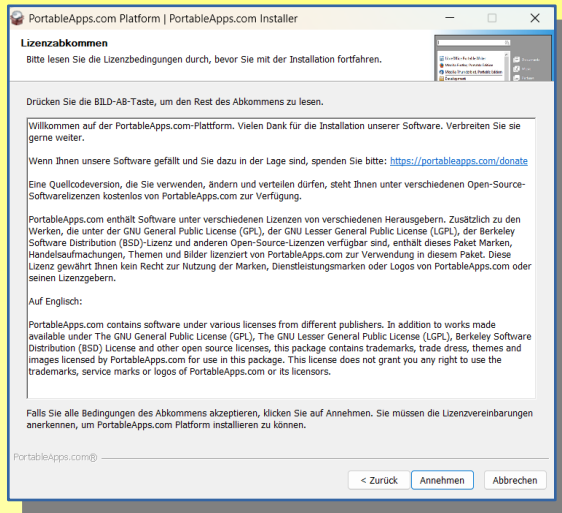 PortableApps.com Platform | PortableApps.com Installer
Lizenzabkommen
Bitte lesen Sie die Lizenzbedingungen durch, bevor Sie mit der Installation fortfahren.
Drücken Sie die BILD-AB-Taste, um den Rest des Abkommens zu lesen.
Willkommen auf der PortableApps.com-Plattform. Vielen Dank für die Installation unserer Software. Verbreiten Sie sie
gerne weiter.
Wenn Ihnen unsere Software gefällt und Sie dazu in der Lage sind, spenden Sie bitte: https://portableapps.com/donate
Eine Quellcodeversion, die Sie verwenden, ändern und verteilen dürfen, steht Ihnen unter verschiedenen Open-Source-
Softwarelizenzen kostenlos von PortableApps.com zur Verfügung.
PortableApps.com enthält Software unter verschiedenen Lizenzen von verschiedenen Herausgebern. Zusätzlich zu den
Werken, die unter der GNU General Public License (GPL), der GNU Lesser General Public License (LGPL), der Berkeley
Software Distribution (BSD)-Lizenz und anderen Open-Source-Lizenzen verfügbar sind, enthält dieses Paket Marken,
Handelsaufmachungen, Themen und Bilder lizenziert von PortableApps.com zur Verwendung in diesem Paket. Diese
Lizenz gewährt Ihnen kein Recht zur Nutzung der Marken, Dienstleistungsmarken oder Logos von PortableApps.com oder
seinen Lizenzgebern.
Auf Englisch:
PortableApps.com contains software under various licenses from different publishers. In addition to works made
available under The GNU General Public License (GPL), The GNU Lesser General Public License (LGPL), Berkeley Software
Distribution (BSD) License and other open source licenses, this package contains trademarks, trade dress, themes and
images licensed by PortableApps.com for use in this package. This license does not grant you any right to use the
trademarks, service marks or logos of PortableApps.com or its licensors.
Falls Sie alle Bedingungen des Abkommens akzeptieren, klicken Sie auf Annehmen. Sie müssen die Lizenzvereinbarungen
anerkennen, um PortableApps.com Platform installieren zu können.
PortableApps.com®
< Zurück Annehmen Abbrechen